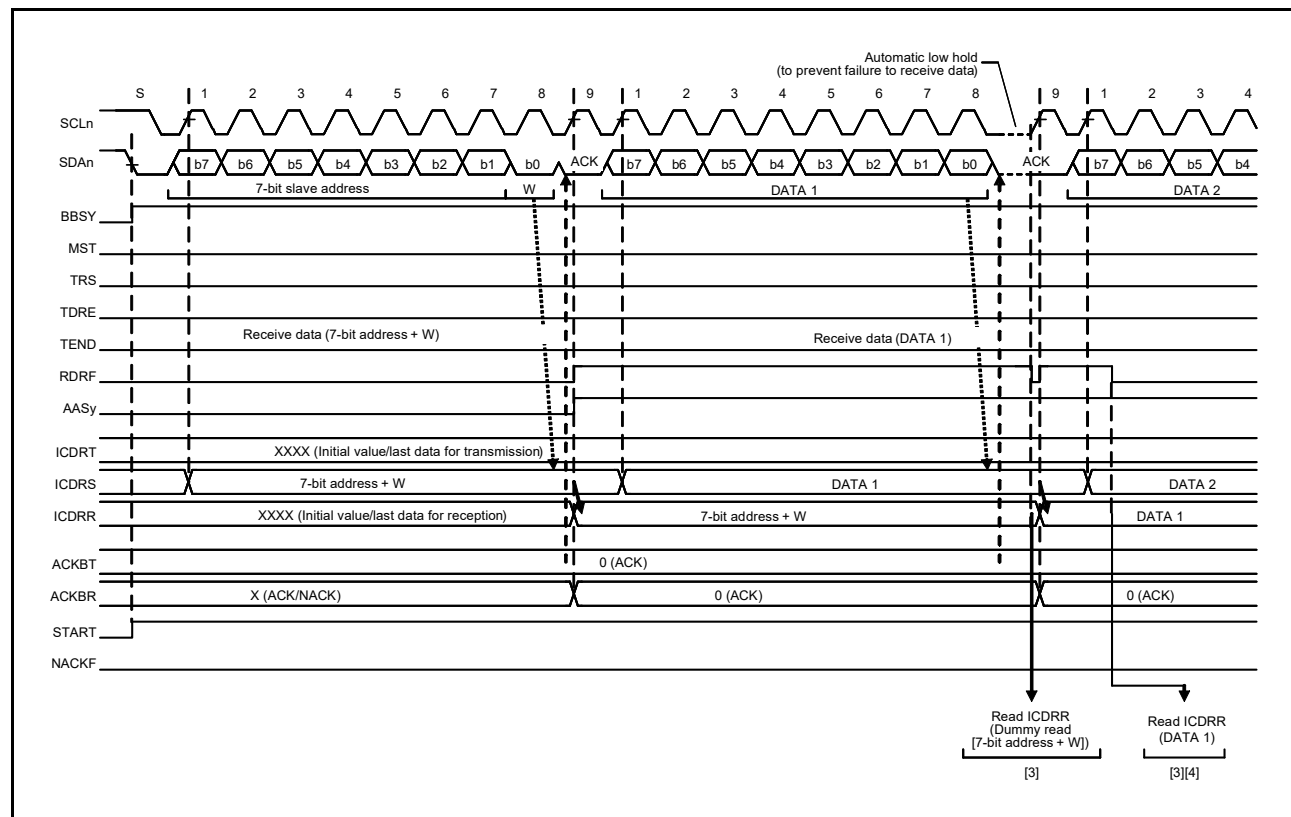 Automatic low hold
(to prevent failure to receive data)
S 1 2 3 4 5 6 7 8 9 1 2 3 4 5 6 7 8 9 1 2 3 4
SCLn
SDAn b7 b6 b5 b4 b3 b2 b1 b0 ACK b7 b6 b5 b4 b3 b2 b1 b0 ACK b7 b6 b5 b4
7-bit slave address W DATA 1 DATA 2
BBSY
MST
TRS
TDRE
Receive data (7-bit address + W) Receive data (DATA 1)
TEND
RDRF
AASy
ICDRT XXXX (Initial value/last data for transmission)
ICDRS 7-bit address + W DATA 1 DATA 2
ICDRR XXXX (Initial value/last data for reception) 7-bit address + W DATA 1
ACKBT 0 (ACK)
ACKBR X (ACK/NACK) 0 (ACK) 0 (ACK)
START
NACKF
Read ICDRR
(Dummy read
[7-bit address + W])
[3]
Read ICDRR
(DATA 1)
[3][4]